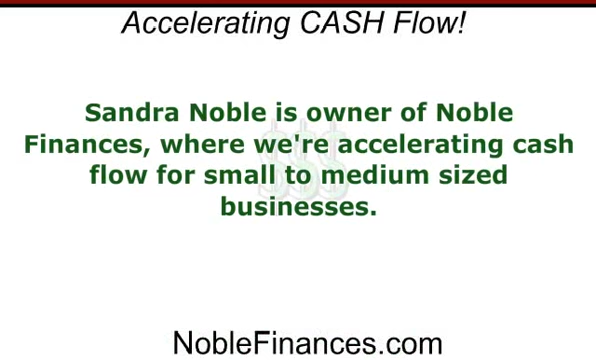 Accelerating CASH Flow!
Sandra Noble is owner of Noble
Finances, where we're accelerating cash
flow for small to medium sized
businesses.
NobleFinances.com